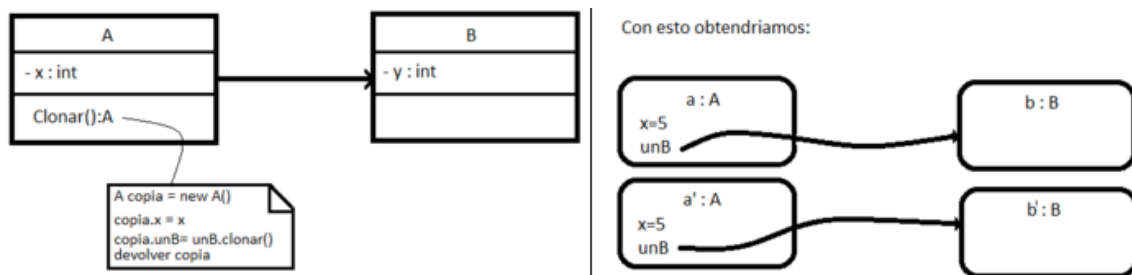 A
- x : int
Clonar():A
B
- y : int
A copia = new A()
copia.x = x
copia.unB= unB.clonar()
devolver copia
Con esto obtendriamos:
a : A
x=5
unB
b : B
a' : A
x=5
unB
b' : B